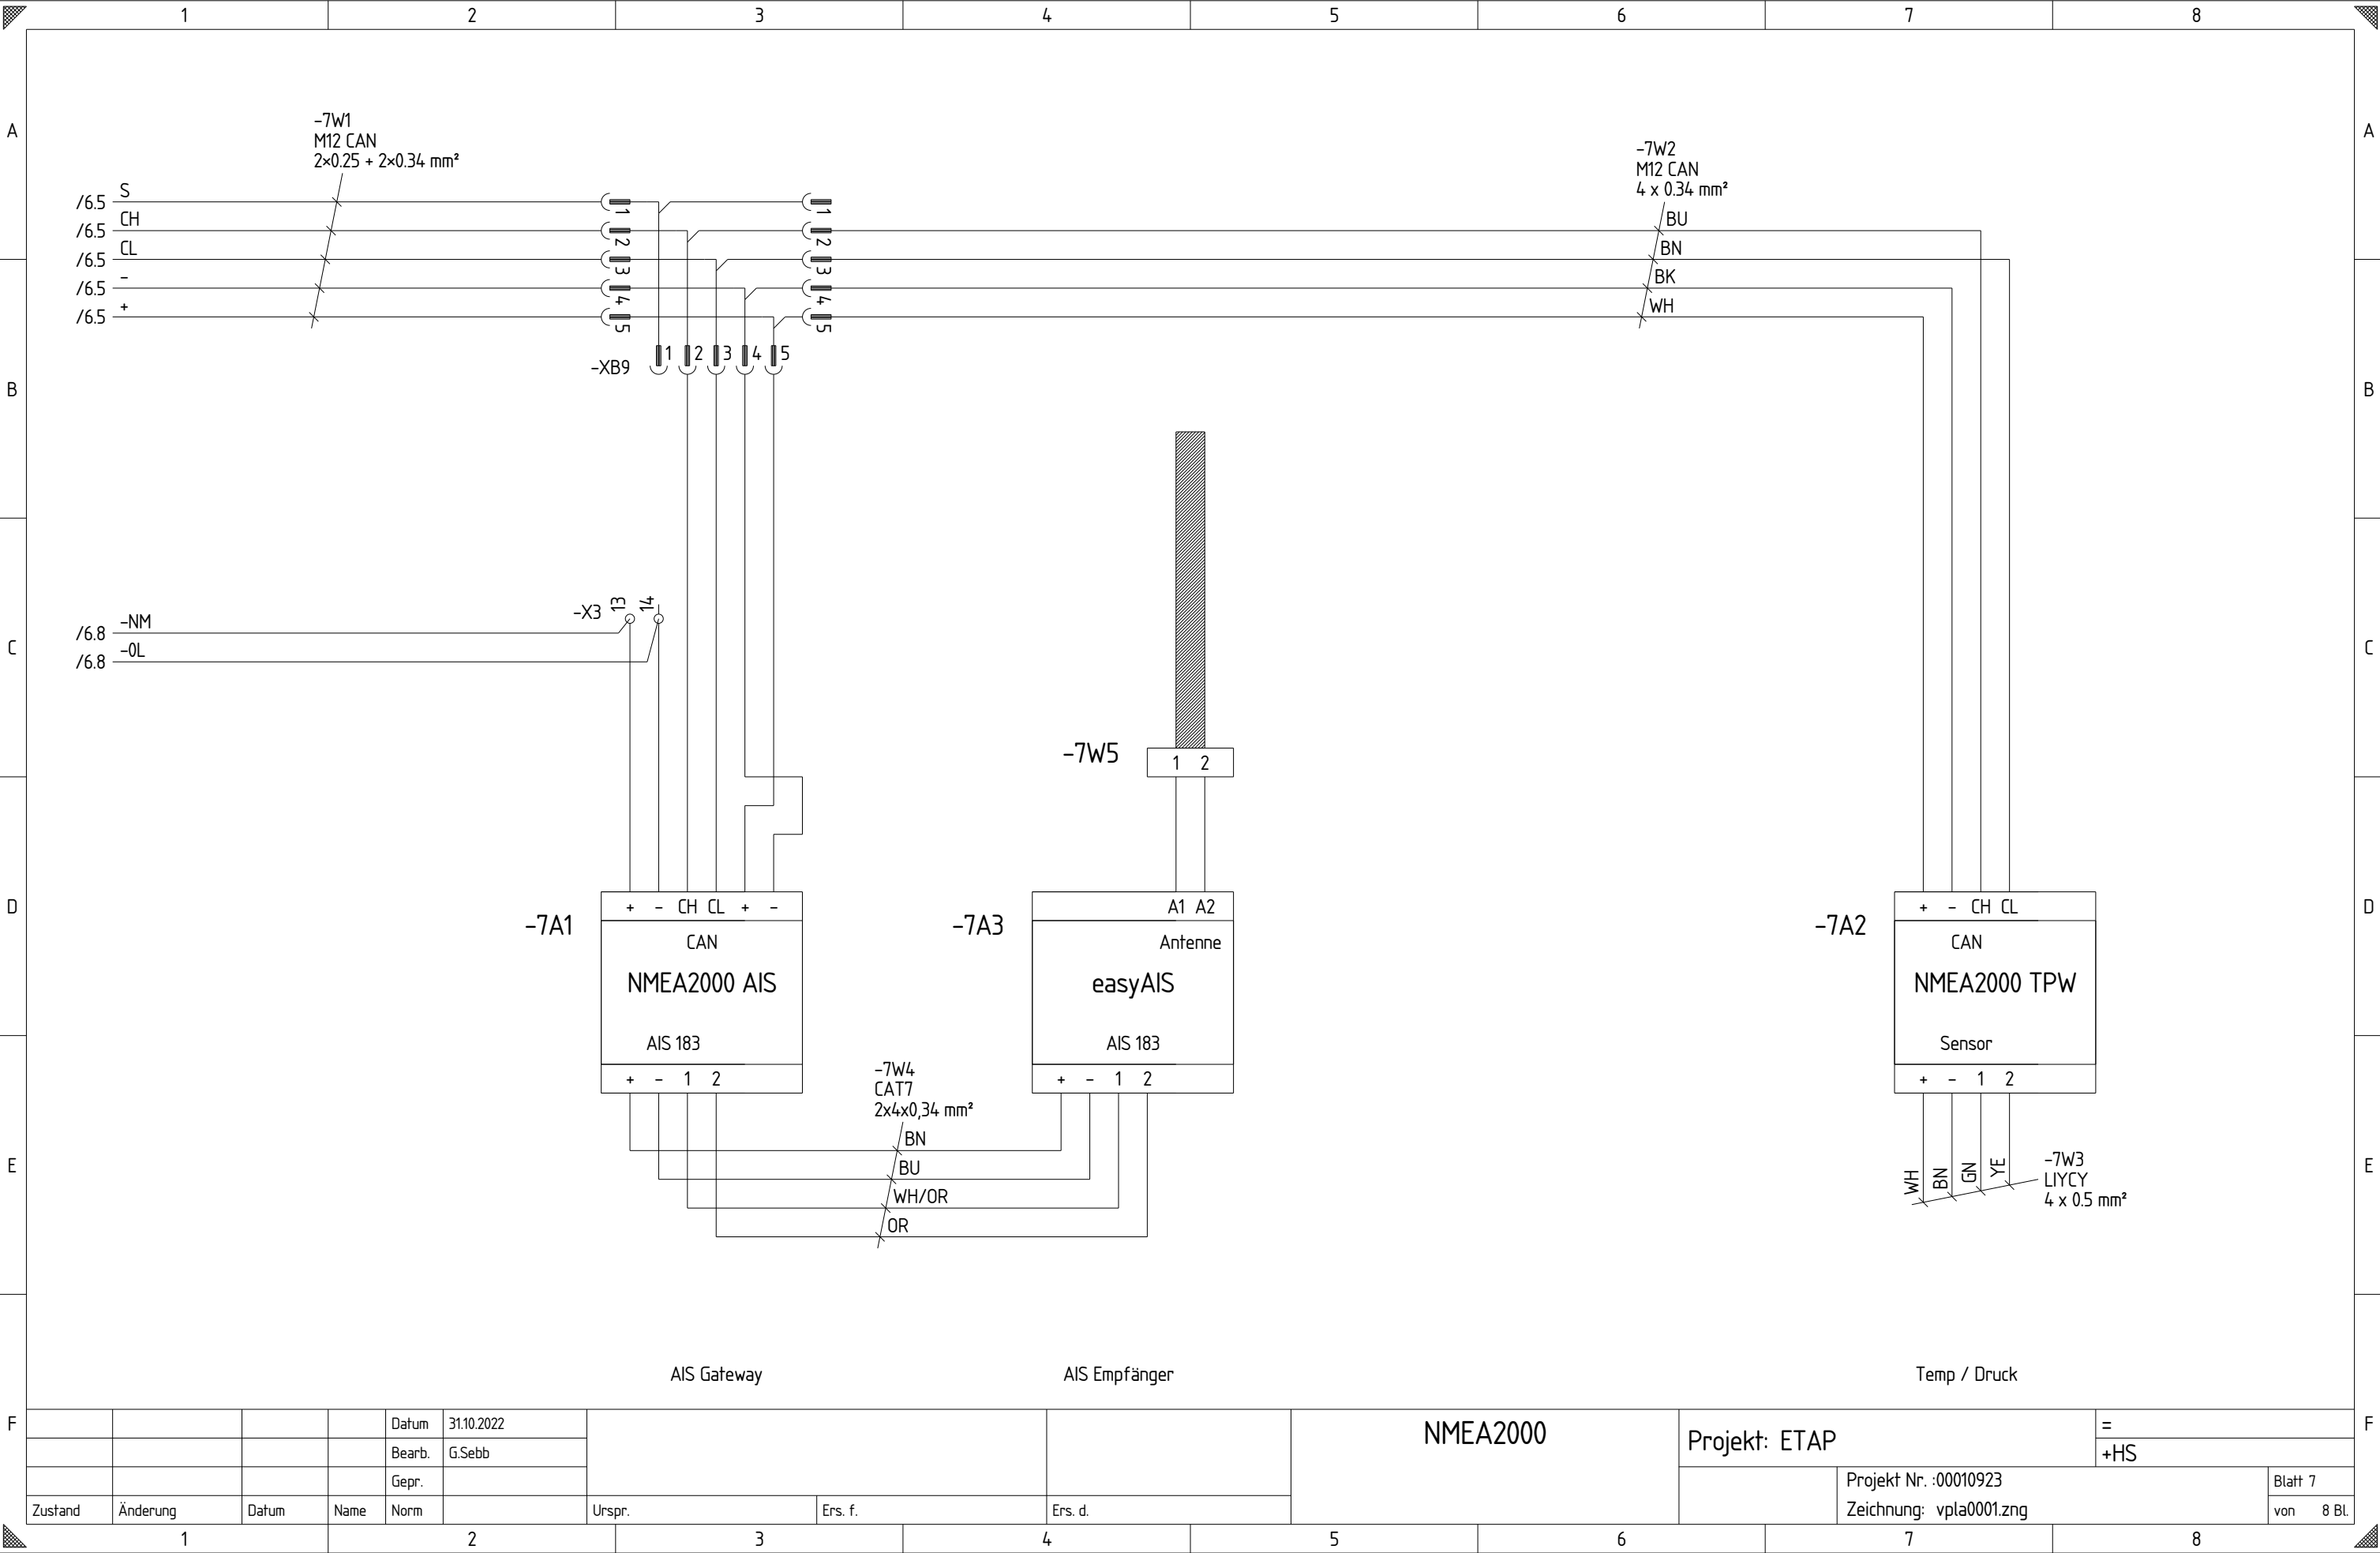 1 2 3 4 5 6 7 8
A A
-7W1
M12 CAN
2×0.25 + 2×0.34 mm²
-7W2
M12 CAN
4 x 0.34 mm²
/6.5 S 1 1
/6.5 CH 2 2 BU
/6.5 CL 3 3 BN
/6.5 - 4 4 BK
/6.5 + 5 5 WH
-XB9 1 2 3 4 5
B B
-X3 13 14
/6.8 -NM
/6.8 -0L
C C
-7W5 1 2
D D
-7A1
+ - CH CL + -
CAN
NMEA2000 AIS
AIS 183
+ - 1 2
-7A3
A1 A2
Antenne
easyAIS
AIS 183
+ - 1 2
-7A2
+ - CH CL
CAN
NMEA2000 TPW
Sensor
+ - 1 2
-7W4
CAT7
2x4x0,34 mm²
BN
BU
WH/OR
OR
WH BN GN YE
-7W3
LIYCY
4 x 0.5 mm²
E E
AIS Gateway
AIS Empfänger
Temp / Druck
F F
Datum 31.10.2022
Bearb. G.Sebb
Gepr.
Zustand Änderung Datum Name Norm Urspr. Ers. f. Ers. d.
NMEA2000
Projekt: ETAP
=
+HS
Projekt Nr. :00010923
Zeichnung: vpla0001.zng
Blatt 7
von 8 Bl.
1 2 3 4 5 6 7 8